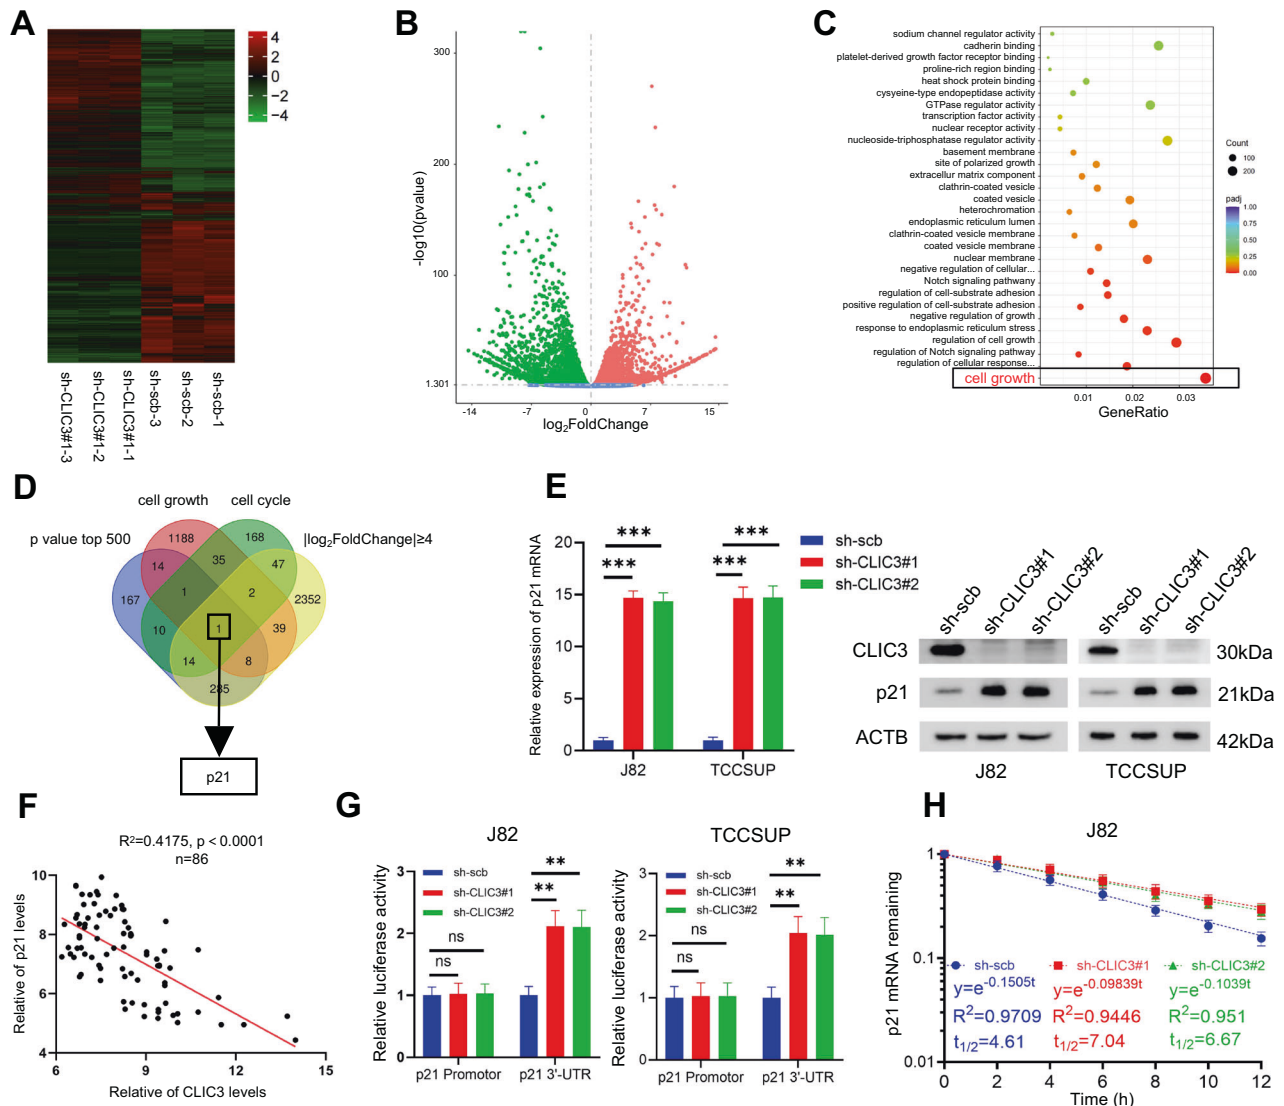 A
4
2
0
−2
−4
sh-CLIC3#1-3
sh-CLIC3#1-2
sh-CLIC3#1-1
sh-scb-3
sh-scb-2
sh-scb-1
B
-log10(pvalue)
300
200
100
1.301
-14
-7
0
7
15
log2FoldChange
C
sodium channel regulator activity
cadherin binding
platelet-derived growth factor receptor binding
proline-rich region binding
heat shock protein binding
cysyeine-type endopeptidase activity
GTPase regulator activity
transcription factor activity
nuclear receptor activity
nucleoside-triphosphatase regulator activity
basement membrane
site of polarized growth
extracellur matrix component
clathrin-coated vesicle
coated vesicle
heterochromation
endoplasmic reticulum lumen
clathrin-coated vesicle membrane
coated vesicle membrane
nuclear membrane
negative regulation of cellular...
Notch signaling pathwany
regulation of cell-substrate adhesion
positive regulation of cell-substrate adhesion
negative regulation of growth
response to endoplasmic reticulum stress
regulation of cell growth
regulation of Notch signaling pathway
regulation of cellular response...
cell growth
0.01
0.02
0.03
GeneRatio
Count
100
200
padj
1.00
0.75
0.50
0.25
0.00
D
cell growth
cell cycle
p value top 500
|log2FoldChange|≥4
1188
168
14
35
47
167
1
2
2352
10
1
39
14
8
285
p21
E
Relative expression of p21 mRNA
20
15
10
5
0
***
***
***
***
J82
TCCSUP
sh-scb
sh-CLIC3#1
sh-CLIC3#2
sh-scb
sh-CLIC3#1
sh-CLIC3#2
sh-scb
sh-CLIC3#1
sh-CLIC3#2
CLIC3
30kDa
p21
21kDa
ACTB
42kDa
J82
TCCSUP
F
R2=0.4175, p < 0.0001
n=86
Relative of p21 levels
10
8
6
4
6
9
12
15
Relative of CLIC3 levels
G
J82
Relative luciferase activity
3
2
1
0
sh-scb
sh-CLIC3#1
sh-CLIC3#2
ns
ns
**
**
p21 Promotor
p21 3'-UTR
TCCSUP
Relative luciferase activity
3
2
1
0
sh-scb
sh-CLIC3#1
sh-CLIC3#2
ns
ns
**
**
p21 Promotor
p21 3'-UTR
H
J82
p21 mRNA remaining
1
0.1
0.01
sh-scb
sh-CLIC3#1
sh-CLIC3#2
y=e-0.1505t
y=e-0.09839t
y=e-0.1039t
R2=0.9709
R2=0.9446
R2=0.951
t1/2=4.61
t1/2=7.04
t1/2=6.67
0
2
4
6
8
10
12
Time (h)